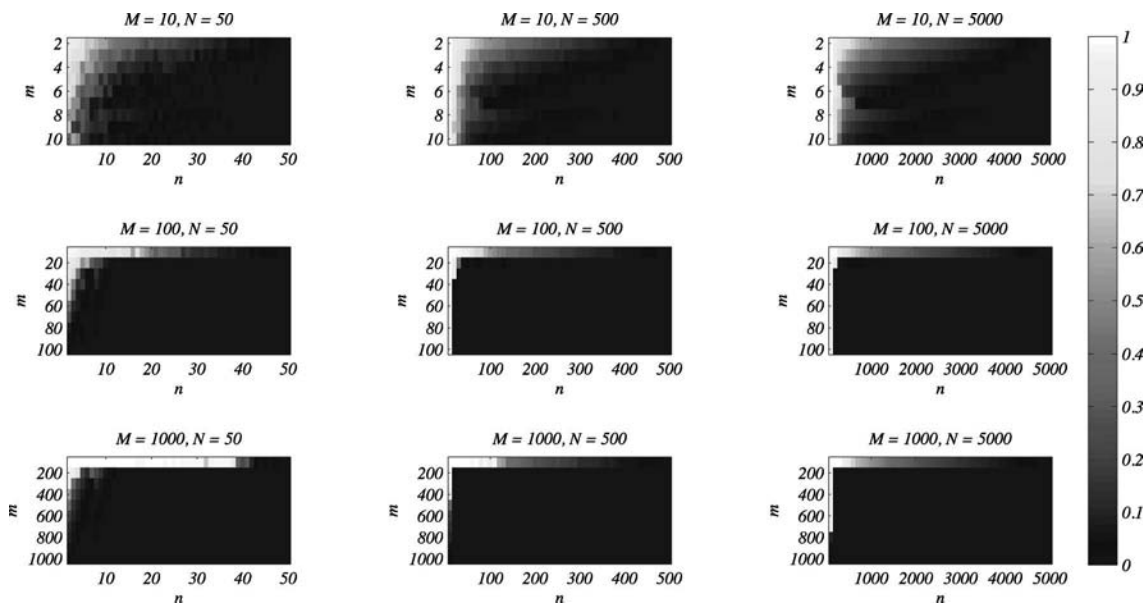 M = 10, N = 50
M = 10, N = 500
M = 10, N = 5000
2
4
6
8
10
m
10 20 30 40 50
n
2
4
6
8
10
m
100 200 300 400 500
n
2
4
6
8
10
m
1000 2000 3000 4000 5000
n
M = 100, N = 50
M = 100, N = 500
M = 100, N = 5000
20
40
60
80
100
m
10 20 30 40 50
n
20
40
60
80
100
m
100 200 300 400 500
n
20
40
60
80
100
m
1000 2000 3000 4000 5000
n
M = 1000, N = 50
M = 1000, N = 500
M = 1000, N = 5000
200
400
600
800
1000
m
10 20 30 40 50
n
200
400
600
800
1000
m
100 200 300 400 500
n
200
400
600
800
1000
m
1000 2000 3000 4000 5000
n
1
0.9
0.8
0.7
0.6
0.5
0.4
0.3
0.2
0.1
0